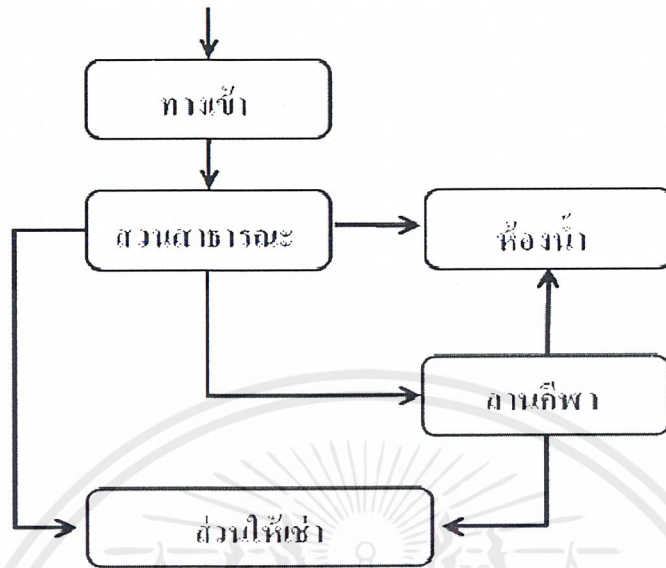 ทางเข้า
สวนสาธารณะ
ห้องน้ำ
ลานกีฬา
ส่วนให้เช่า